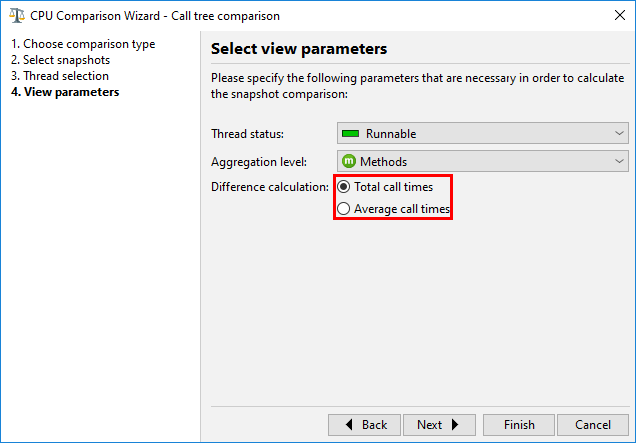 CPU Comparison Wizard - Call tree comparison
1. Choose comparison type
2. Select snapshots
3. Thread selection
4. View parameters
Select view parameters
Please specify the following parameters that are necessary in order to calculate
the snapshot comparison:
Thread status: Runnable
Aggregation level: m Methods
Difference calculation: Total call times
Average call times
Back Next Finish Cancel